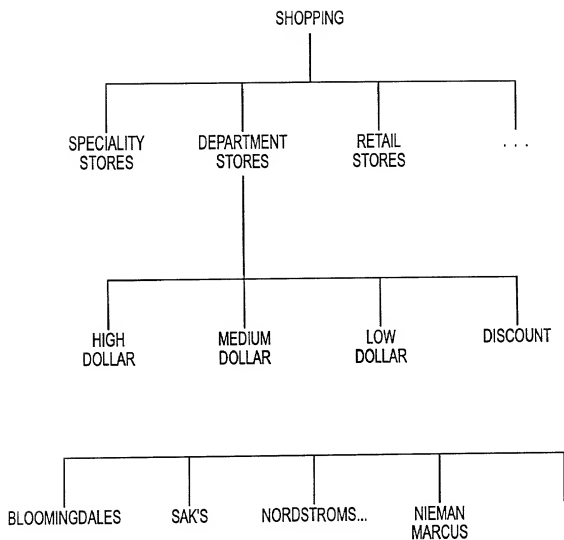 SHOPPING
SPECIALITY
STORES
DEPARTMENT
STORES
RETAIL
STORES
...
HIGH
DOLLAR
MEDIUM
DOLLAR
LOW
DOLLAR
DISCOUNT
BLOOMINGDALES
SAK'S
NORDSTROMS...
NIEMAN
MARCUS